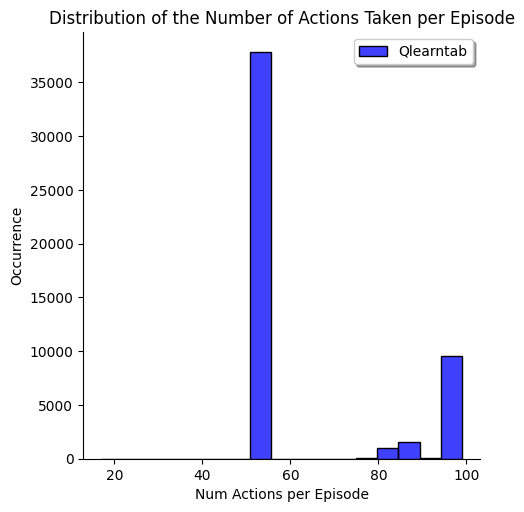 Distribution of the Number of Actions Taken per Episode
Qlearntab
35000
30000
25000
20000
15000
10000
5000
0
Occurrence
20 40 60 80 100
Num Actions per Episode